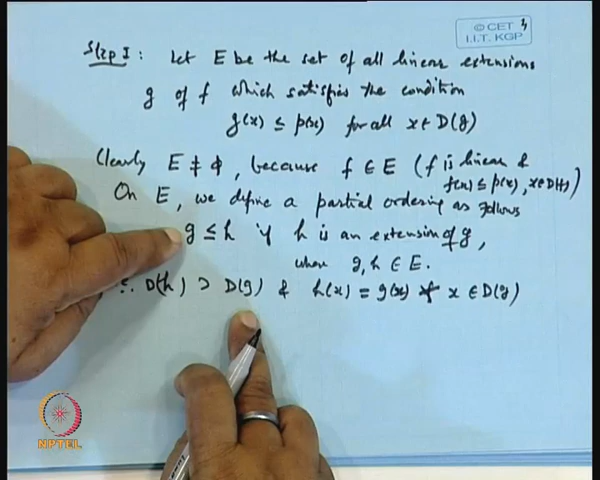 © CET
I.I.T. KGP
Step I : Let E be the set of all linear extensions
g of f which satisfies the condition
g(x) ≤ p(x) for all x ∈ D(g)
Clearly E ≠ ϕ, because f ∈ E (f is linear &
f(x) ≤ p(x), x ∈ D(f))
On E, we define a partial ordering as follows
g ≤ h if h is an extension of g,
where g, h ∈ E.
D(h) ⊃ D(g) & h(x) = g(x) x ∈ D(g)
NPTEL